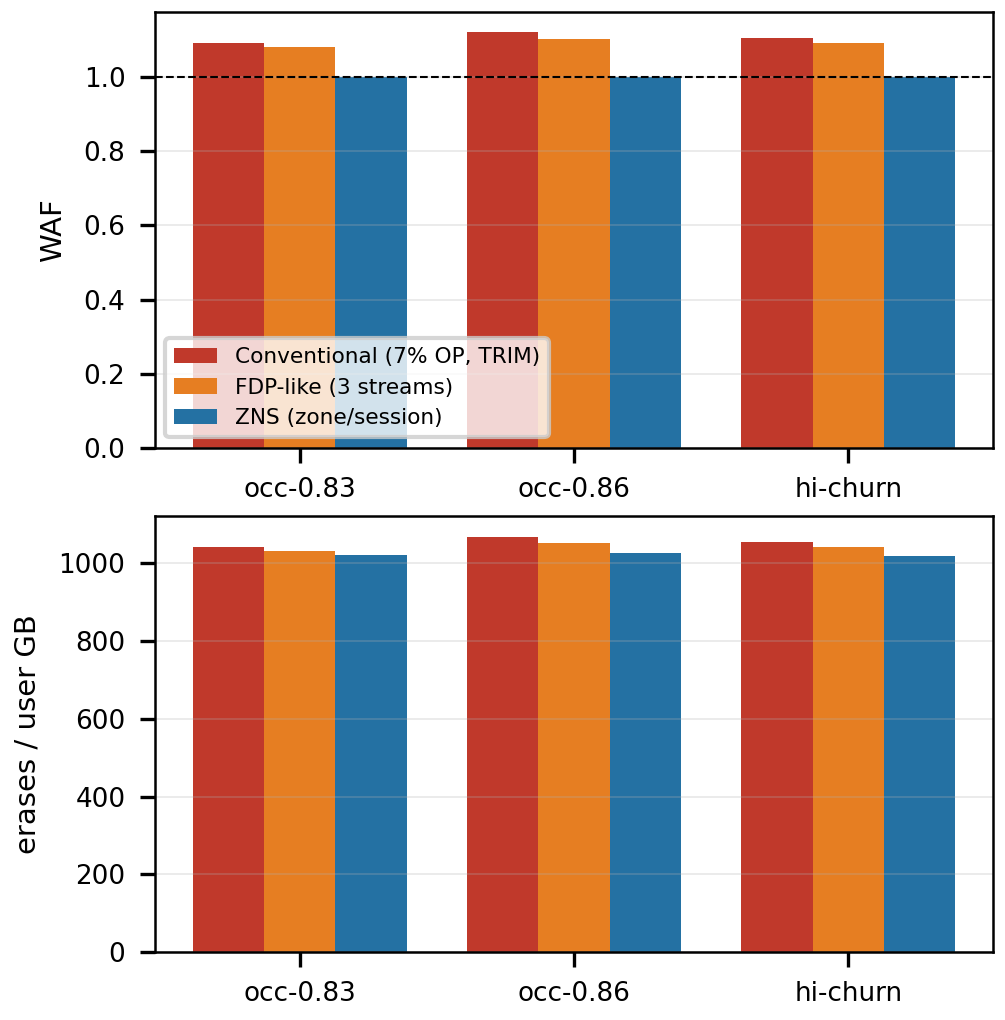 1.0
0.8
0.6
0.4
0.2
0.0
WAF
Conventional (7% OP, TRIM)
FDP-like (3 streams)
ZNS (zone/session)
occ-0.83
occ-0.86
hi-churn
1000
800
600
400
200
0
erases / user GB
occ-0.83
occ-0.86
hi-churn